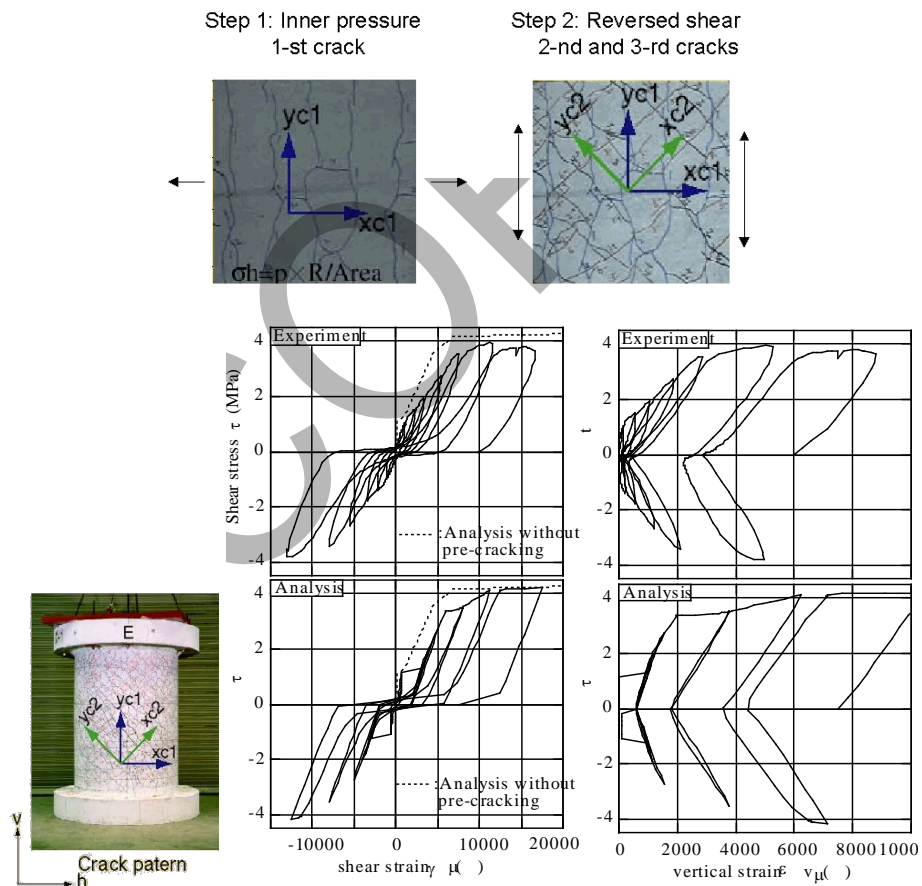 Step 1: Inner pressure
1-st crack
Step 2: Reversed shear
2-nd and 3-rd cracks
yc1
xc1
σh=p×R/Area
yc2
yc1
xc2
xc1
COP
Experiment
Shear stress τ (MPa)
4
2
0
-2
-4
:Analysis without
pre-cracking
Experiment
t
4
2
0
-2
-4
Analysis
τ
4
2
0
-2
-4
:Analysis without
pre-cracking
-10000
0
10000
20000
shear strainγ μ( )
Analysis
τ
4
2
0
-2
-4
0
2000
4000
6000
8000
1000
vertical strainε v μ( )
E
yc2
yc1
xc2
xc1
v
h
Crack patern